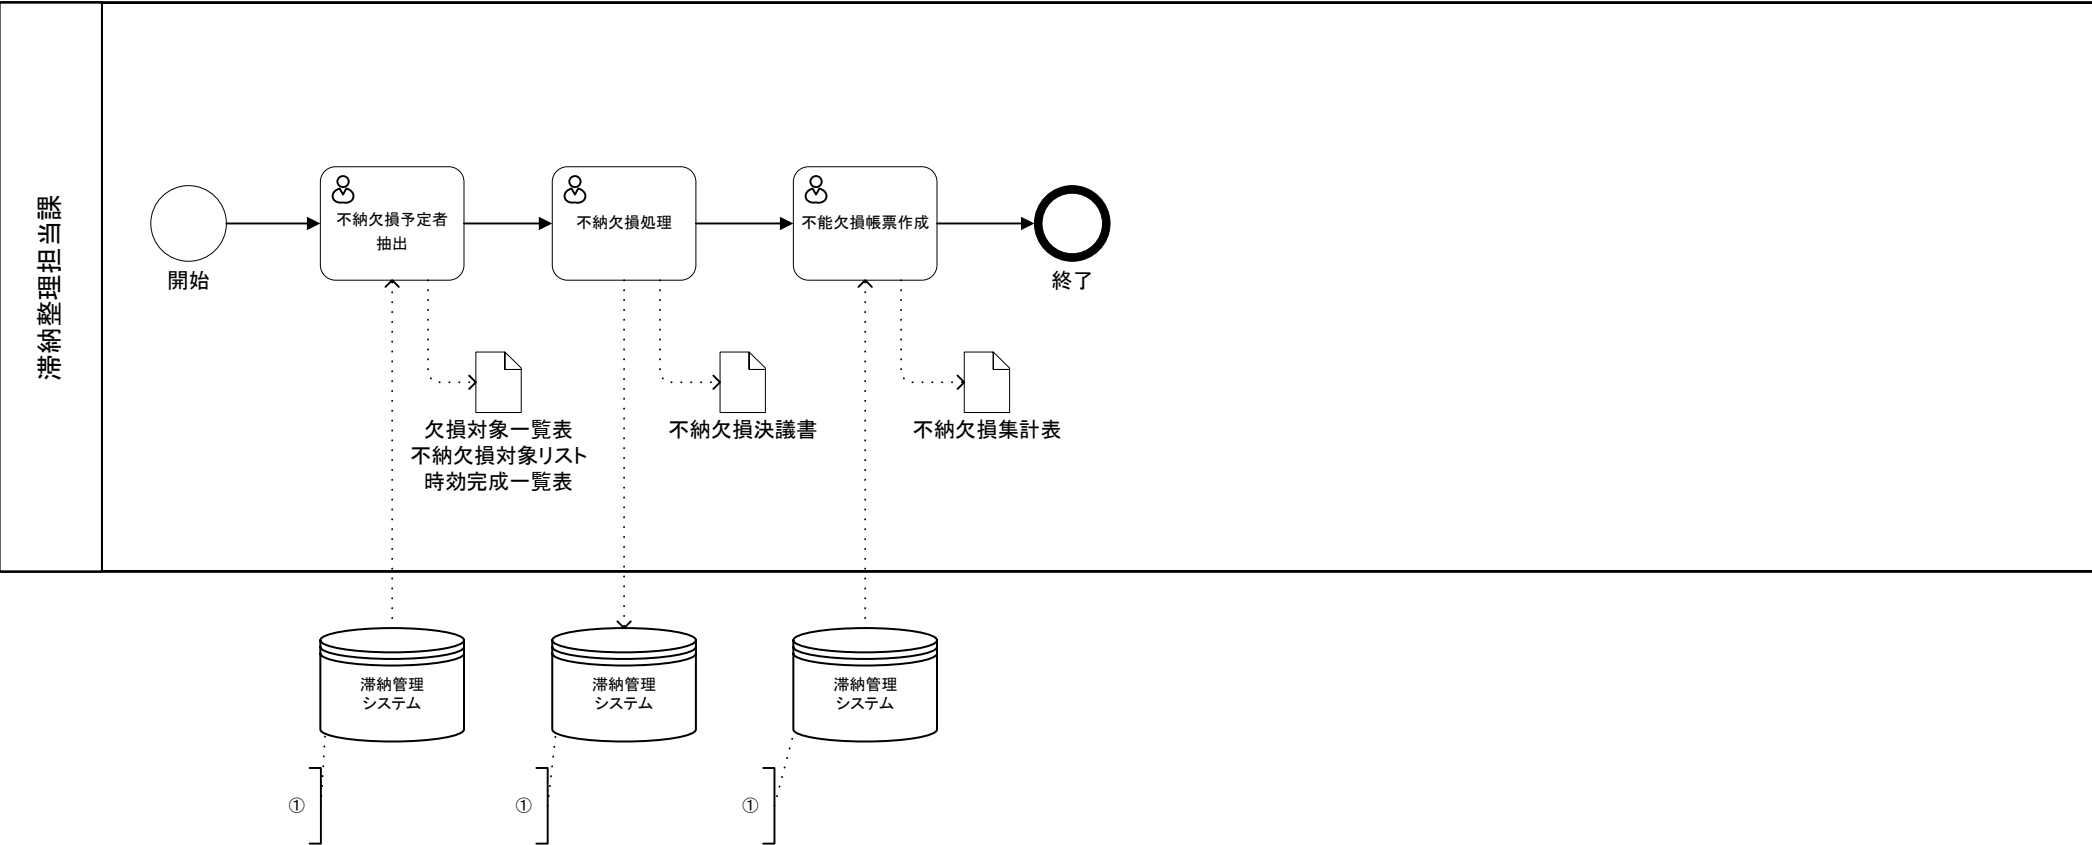 滞納整理担当課
開始
不納欠損予定者
抽出
不納欠損処理
不能欠損帳票作成
終了
欠損対象一覧表
不納欠損対象リスト
時効完成一覧表
不納欠損決議書
不納欠損集計表
滞納管理
システム
滞納管理
システム
滞納管理
システム
①
①
①